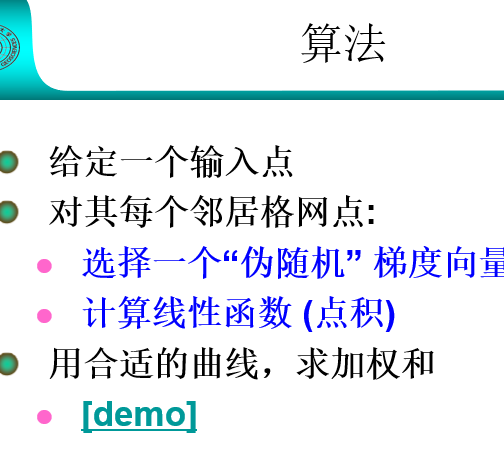 算法
给定一个输入点
对其每个邻居格网点:
选择一个“伪随机” 梯度向量
计算线性函数 (点积)
用合适的曲线，求加权和
[demo]